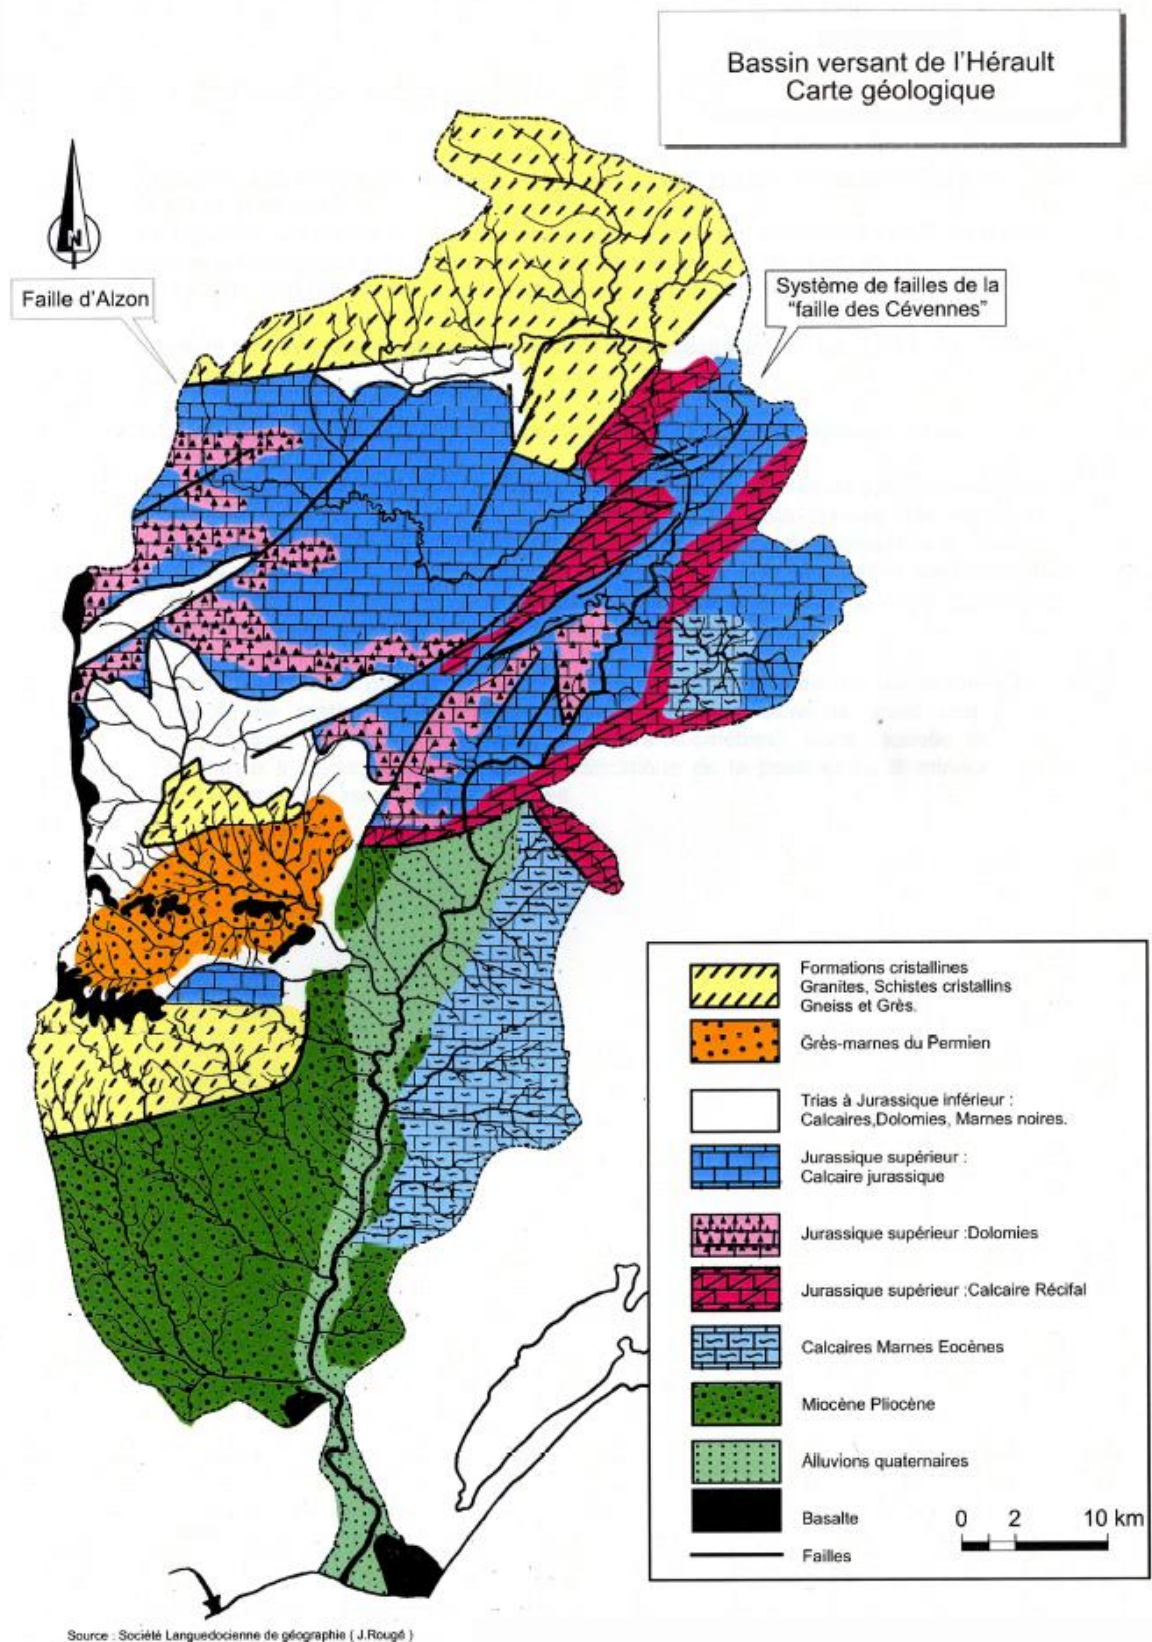 Bassin versant de l'Hérault
Carte géologique
N
Faille d'Alzon
Système de failles de la
"faille des Cévennes"
Formations cristallines
Granites, Schistes cristallins
Gneiss et Grès.
Grès-marnes du Permien
Trias à Jurassique inférieur :
Calcaires,Dolomies, Marnes noires.
Jurassique supérieur :
Calcaire jurassique
Jurassique supérieur :Dolomies
Jurassique supérieur :Calcaire Récifal
Calcaires Marnes Eocènes
Miocène Pliocène
Alluvions quaternaires
Basalte
Failles
0 2 10 km
Source : Société Languedocienne de géographie ( J.Rougé )